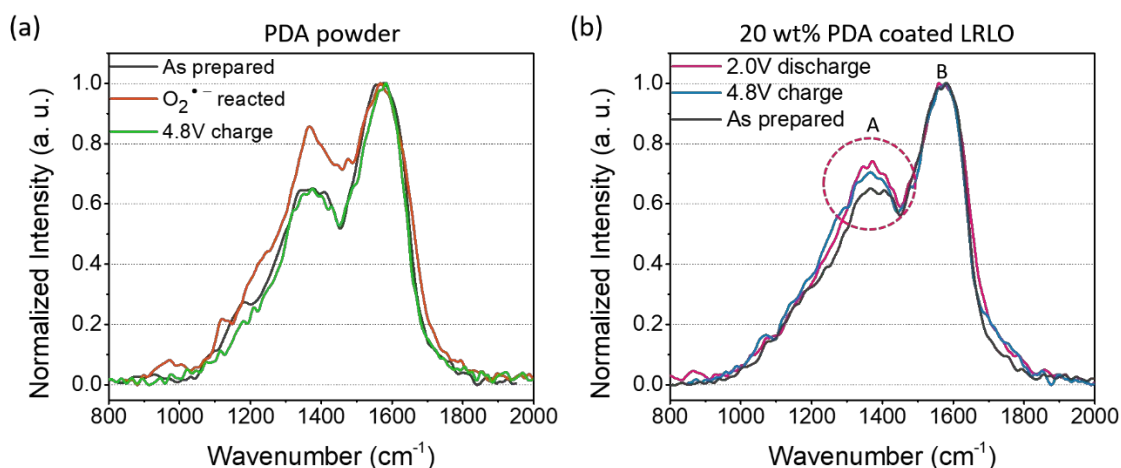 (a)
PDA powder
As prepared
O₂•⁻ reacted
4.8V charge
Normalized Intensity (a. u.)
1.0
0.8
0.6
0.4
0.2
0.0
800 1000 1200 1400 1600 1800 2000
Wavenumber (cm⁻¹)
(b)
20 wt% PDA coated LRLO
2.0V discharge
4.8V charge
As prepared
A
B
Normalized Intensity (a. u.)
1.0
0.8
0.6
0.4
0.2
0.0
800 1000 1200 1400 1600 1800 2000
Wavenumber (cm⁻¹)